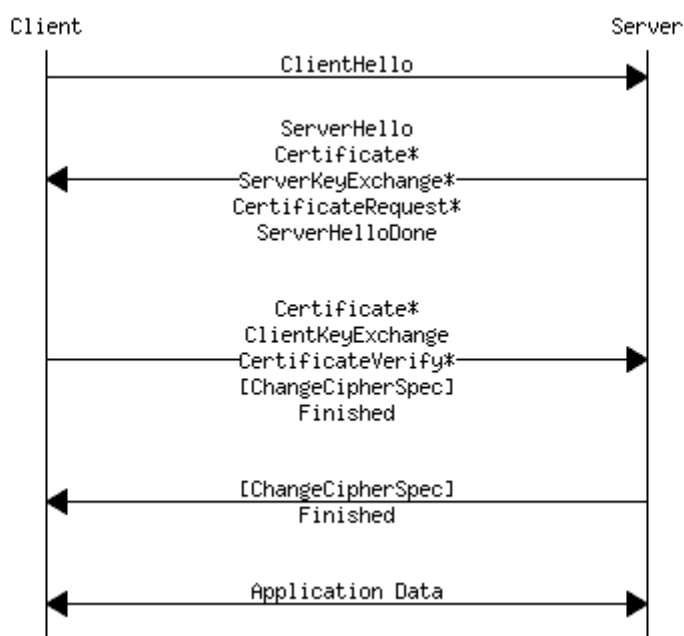 Client Server
ClientHello
ServerHello
Certificate*
ServerKeyExchange*
CertificateRequest*
ServerHelloDone
Certificate*
ClientKeyExchange
CertificateVerify*
[ChangeCipherSpec]
Finished
[ChangeCipherSpec]
Finished
Application Data